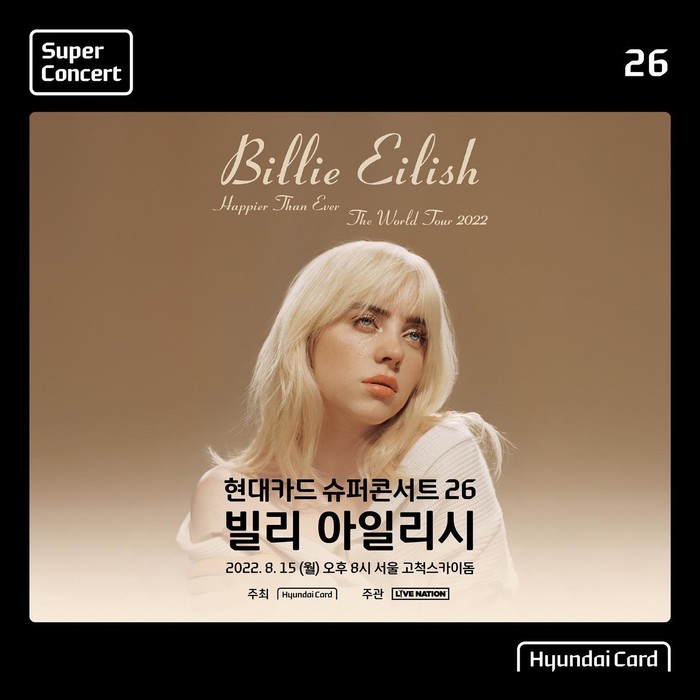 Super
Concert
26
Billie Eilish
Happier Than Ever
The World Tour 2022
현대카드 슈퍼콘서트 26
빌리 아일리시
2022. 8. 15 (월) 오후 8시 서울 고척스카이돔
주최 Hyundai Card 주관 LIVE NATION
Hyundai Card